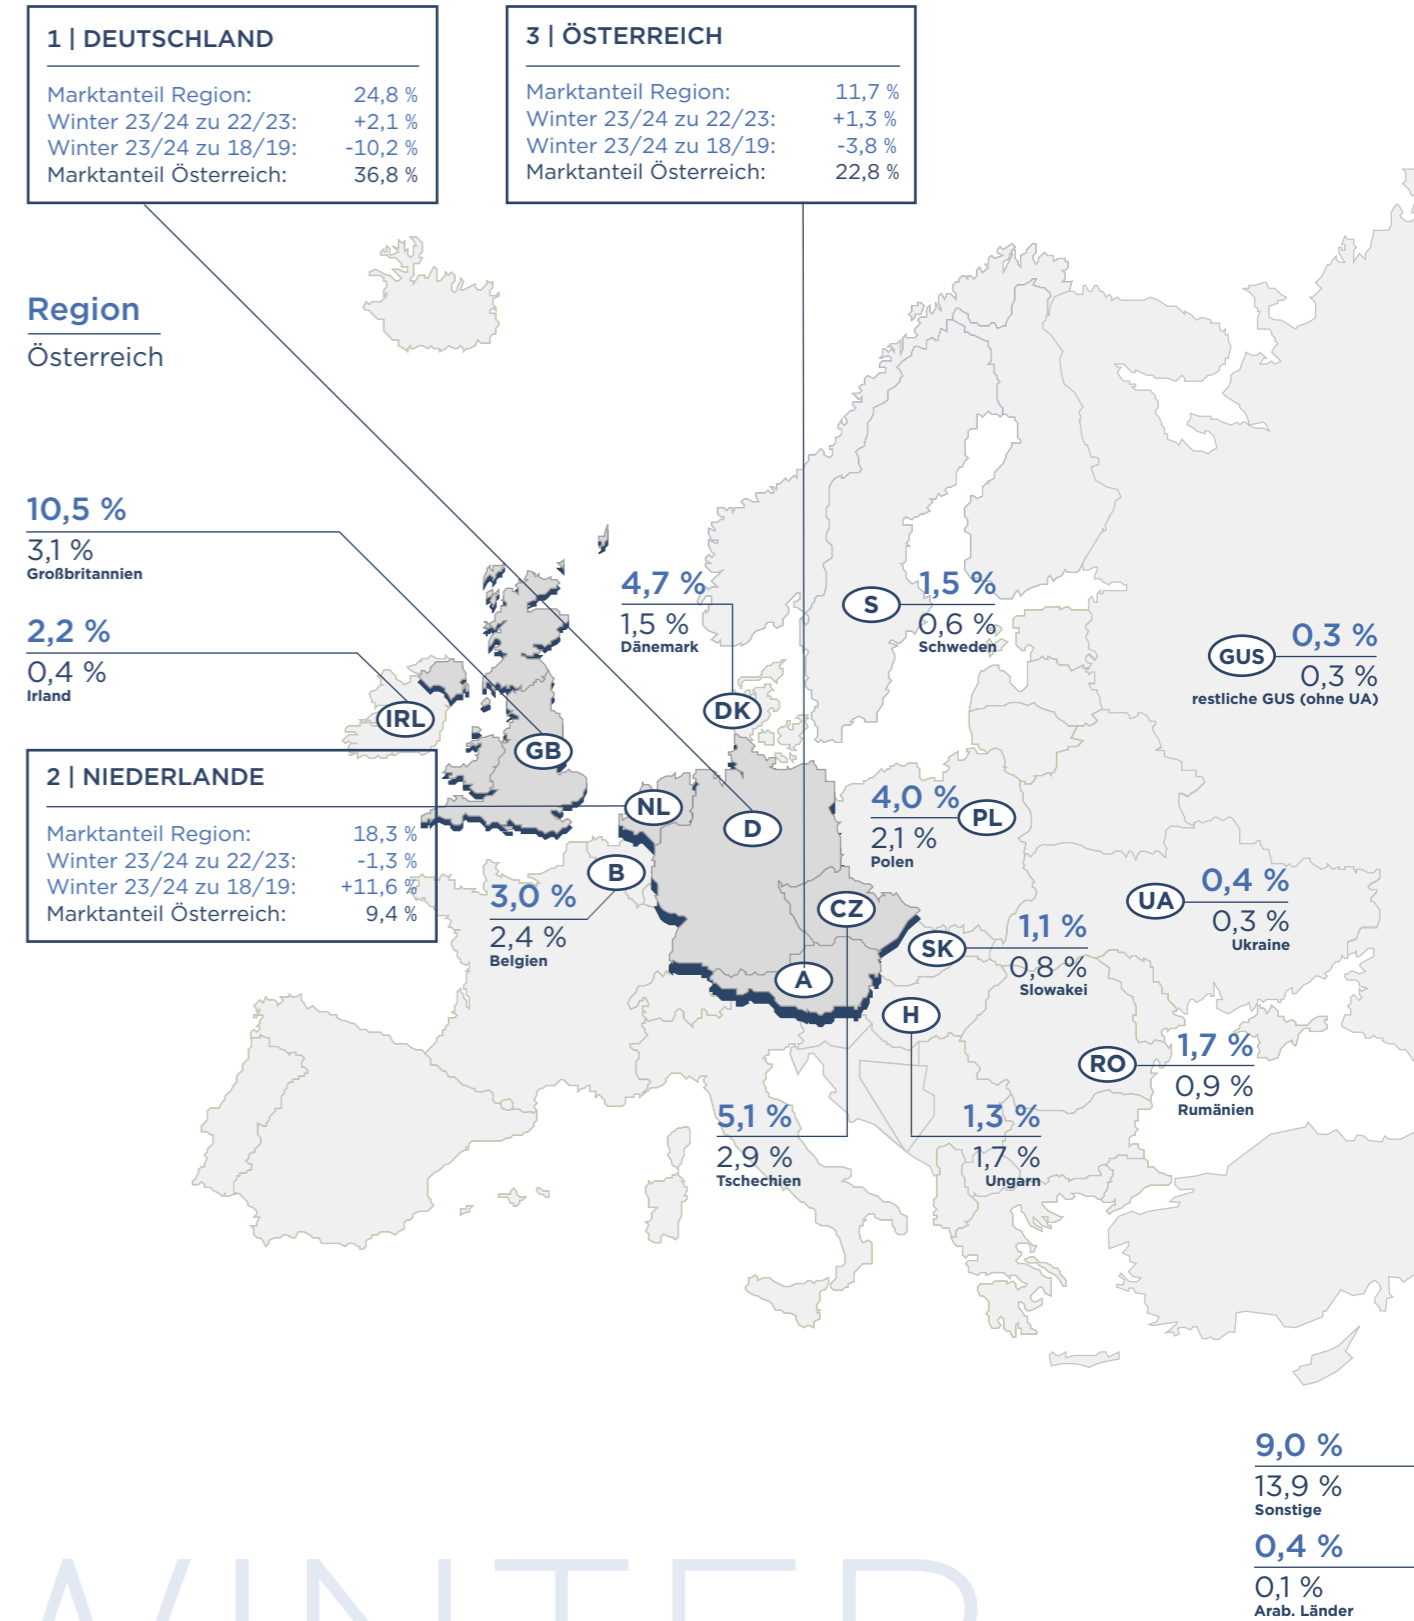 1 | DEUTSCHLAND
Marktanteil Region: 24,8 %
Winter 23/24 zu 22/23: +2,1 %
Winter 23/24 zu 18/19: -10,2 %
Marktanteil Österreich: 36,8 %
3 | ÖSTERREICH
Marktanteil Region: 11,7 %
Winter 23/24 zu 22/23: +1,3 %
Winter 23/24 zu 18/19: -3,8 %
Marktanteil Österreich: 22,8 %
Region
Österreich
10,5 %
3,1 %
Großbritannien
2,2 %
0,4 %
Irland
IRL
GB
2 | NIEDERLANDE
Marktanteil Region: 18,3 %
Winter 23/24 zu 22/23: -1,3 %
Winter 23/24 zu 18/19: +11,6 %
Marktanteil Österreich: 9,4 %
4,7 %
1,5 %
Dänemark
DK
S
1,5 %
0,6 %
Schweden
GUS
0,3 %
0,3 %
restliche GUS (ohne UA)
NL
D
4,0 %
2,1 %
Polen
PL
B
3,0 %
2,4 %
Belgien
CZ
UA
0,4 %
0,3 %
Ukraine
SK
1,1 %
0,8 %
Slowakei
A
H
RO
1,7 %
0,9 %
Rumänien
5,1 %
2,9 %
Tschechien
1,3 %
1,7 %
Ungarn
9,0 %
13,9 %
Sonstige
0,4 %
0,1 %
Arab. Länder
WINTER